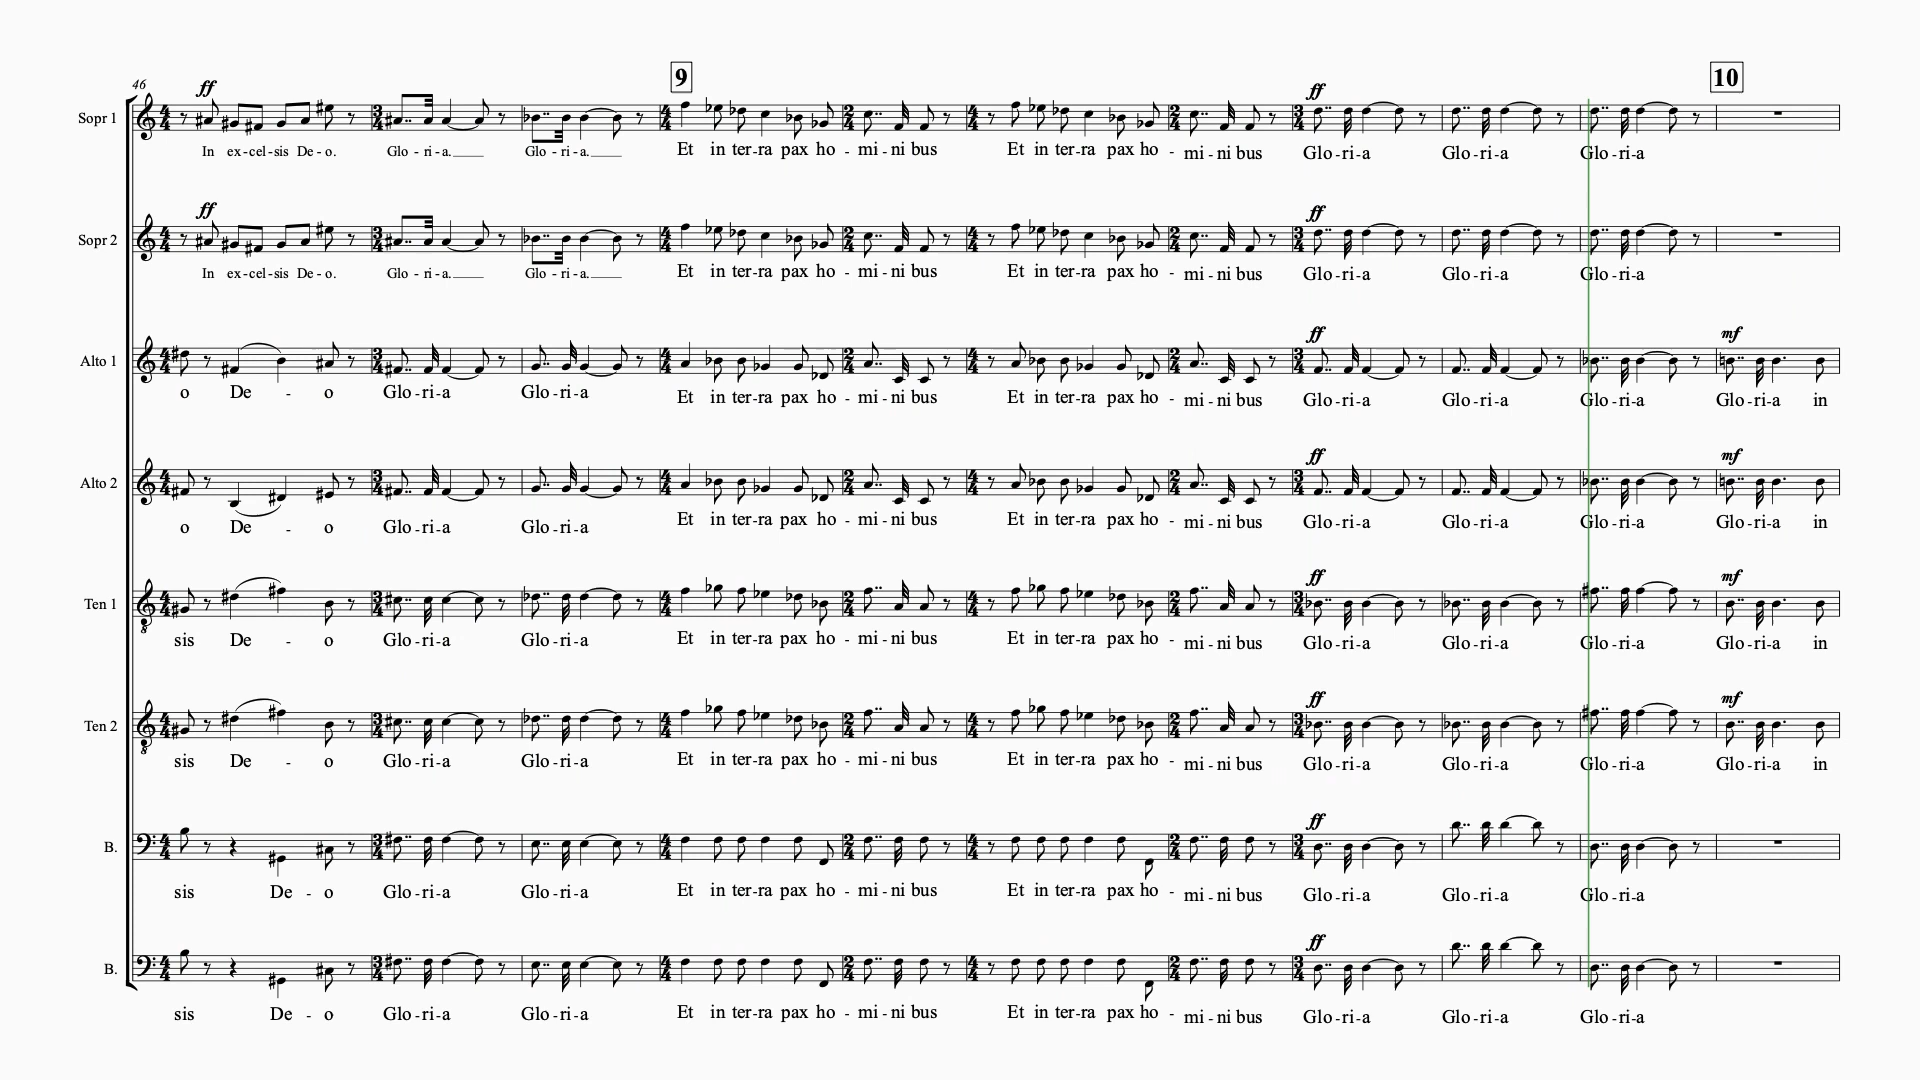 9 10
46 ff ff
Sopr 1
In ex-cel-sis De-o. Glo-ri-a. Glo-ri-a. Et in ter-ra pax ho-mi-ni bus Et in ter-ra pax ho-mi-ni bus Glo-ri-a Glo-ri-a Glo-ri-a
ff ff
Sopr 2
In ex-cel-sis De-o. Glo-ri-a. Glo-ri-a. Et in ter-ra pax ho-mi-ni bus Et in ter-ra pax ho-mi-ni bus Glo-ri-a Glo-ri-a Glo-ri-a
ff mf
Alto 1
o De-o Glo-ri-a Glo-ri-a Et in ter-ra pax ho-mi-ni bus Et in ter-ra pax ho-mi-ni bus Glo-ri-a Glo-ri-a Glo-ri-a Glo-ri-a in
ff mf
Alto 2
o De-o Glo-ri-a Glo-ri-a Et in ter-ra pax ho-mi-ni bus Et in ter-ra pax ho-mi-ni bus Glo-ri-a Glo-ri-a Glo-ri-a Glo-ri-a in
ff mf
Ten 1
sis De-o Glo-ri-a Glo-ri-a Et in ter-ra pax ho-mi-ni bus Et in ter-ra pax ho-mi-ni bus Glo-ri-a Glo-ri-a Glo-ri-a Glo-ri-a in
ff mf
Ten 2
sis De-o Glo-ri-a Glo-ri-a Et in ter-ra pax ho-mi-ni bus Et in ter-ra pax ho-mi-ni bus Glo-ri-a Glo-ri-a Glo-ri-a Glo-ri-a in
ff
B.
sis De-o Glo-ri-a Glo-ri-a Et in ter-ra pax ho-mi-ni bus Et in ter-ra pax ho-mi-ni bus Glo-ri-a Glo-ri-a Glo-ri-a
ff
B.
sis De-o Glo-ri-a Glo-ri-a Et in ter-ra pax ho-mi-ni bus Et in ter-ra pax ho-mi-ni bus Glo-ri-a Glo-ri-a Glo-ri-a